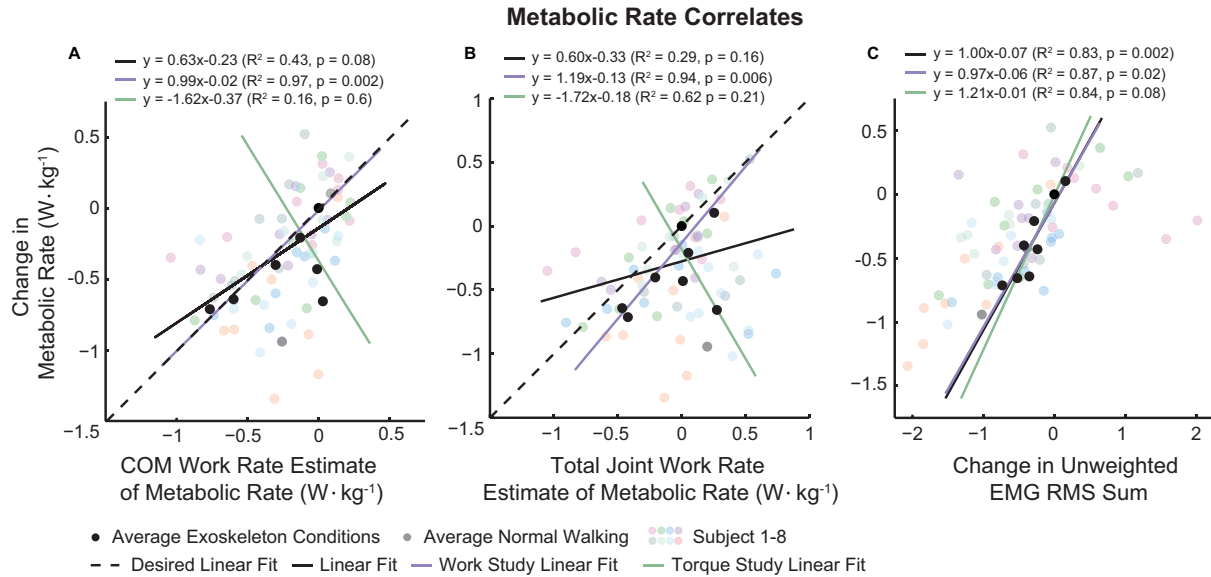 Metabolic Rate Correlates
A
y = 0.63x-0.23 (R² = 0.43, p = 0.08)
y = 0.99x-0.02 (R² = 0.97, p = 0.002)
y = -1.62x-0.37 (R² = 0.16, p = 0.6)
B
y = 0.60x-0.33 (R² = 0.29, p = 0.16)
y = 1.19x-0.13 (R² = 0.94, p = 0.006)
y = -1.72x-0.18 (R² = 0.62 p = 0.21)
C
y = 1.00x-0.07 (R² = 0.83, p = 0.002)
y = 0.97x-0.06 (R² = 0.87, p = 0.02)
y = 1.21x-0.01 (R² = 0.84, p = 0.08)
Change in
Metabolic Rate (W·kg⁻¹)
0.5
0
−0.5
−1
−1.5
−1
−0.5
0
0.5
COM Work Rate Estimate
of Metabolic Rate (W·kg⁻¹)
1
0.5
0
−0.5
−1
−1.5
−1
−0.5
0
0.5
1
Total Joint Work Rate
Estimate of Metabolic Rate (W·kg⁻¹)
0.5
0
−0.5
−1
−1.5
−2
−1
0
1
2
Change in Unweighted
EMG RMS Sum
Average Exoskeleton Conditions
Average Normal Walking
Subject 1-8
Desired Linear Fit
Linear Fit
Work Study Linear Fit
Torque Study Linear Fit